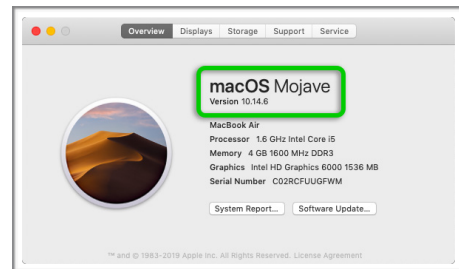 Overview Displays Storage Support Service
macOS Mojave
Version 10.14.6
MacBook Air
Processor 1.6 GHz Intel Core i5
Memory 4 GB 1600 MHz DDR3
Graphics Intel HD Graphics 6000 1536 MB
Serial Number C02RCFUUGFWM
System Report... Software Update...
™ and © 1983-2019 Apple Inc. All Rights Reserved. License Agreement